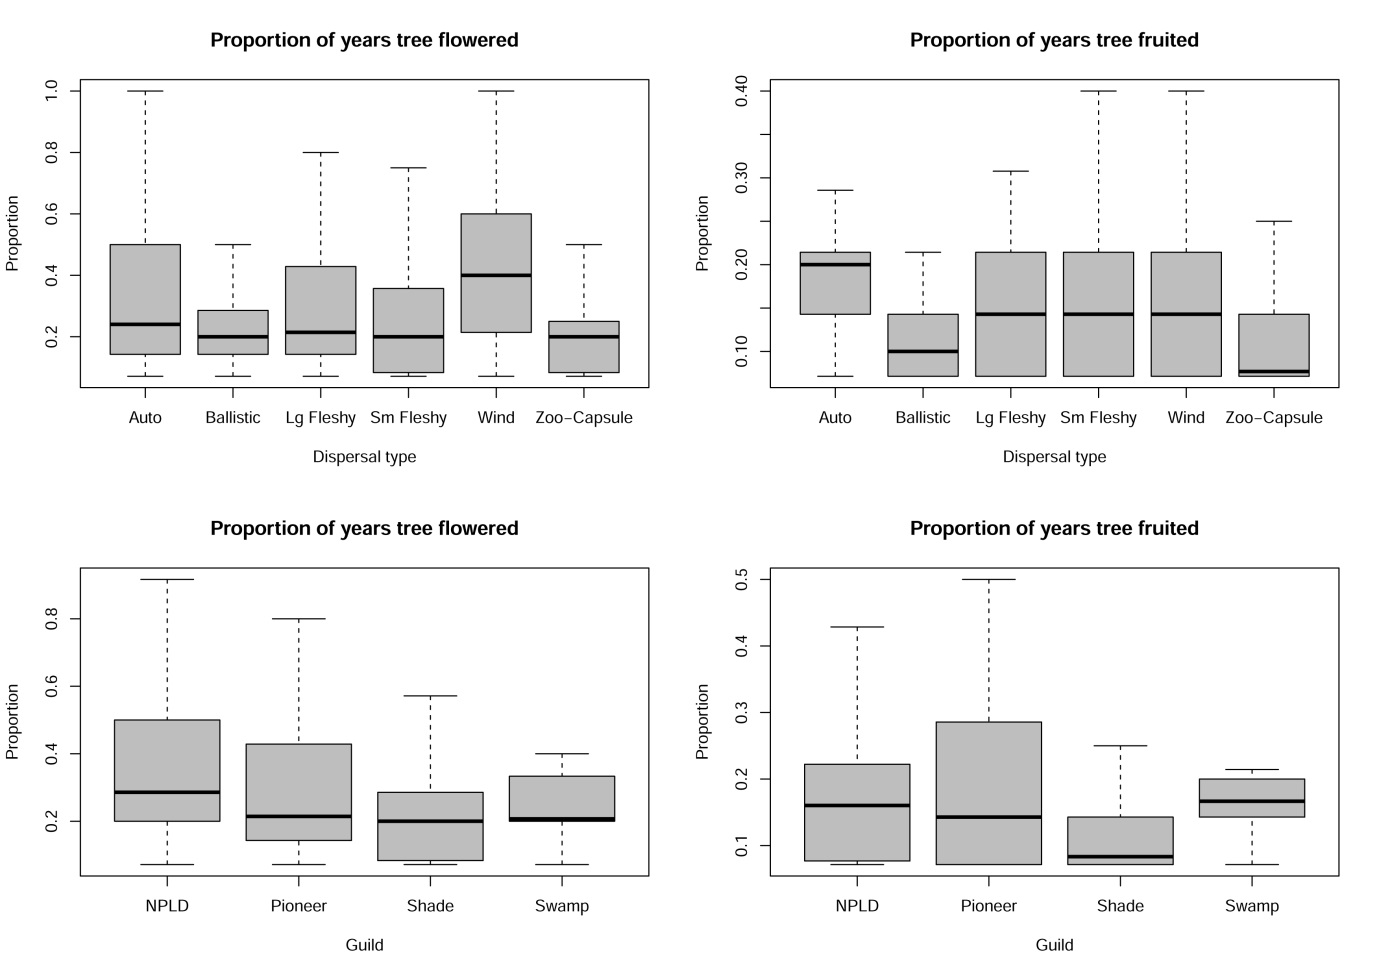 Proportion of years tree flowered
Proportion
1.0
0.8
0.6
0.4
0.2
Auto Ballistic Lg Fleshy Sm Fleshy Wind Zoo−Capsule
Dispersal type
Proportion of years tree fruited
Proportion
0.40
0.30
0.20
0.10
Auto Ballistic Lg Fleshy Sm Fleshy Wind Zoo−Capsule
Dispersal type
Proportion of years tree flowered
Proportion
0.8
0.6
0.4
0.2
NPLD Pioneer Shade Swamp
Guild
Proportion of years tree fruited
Proportion
0.5
0.4
0.3
0.2
0.1
NPLD Pioneer Shade Swamp
Guild